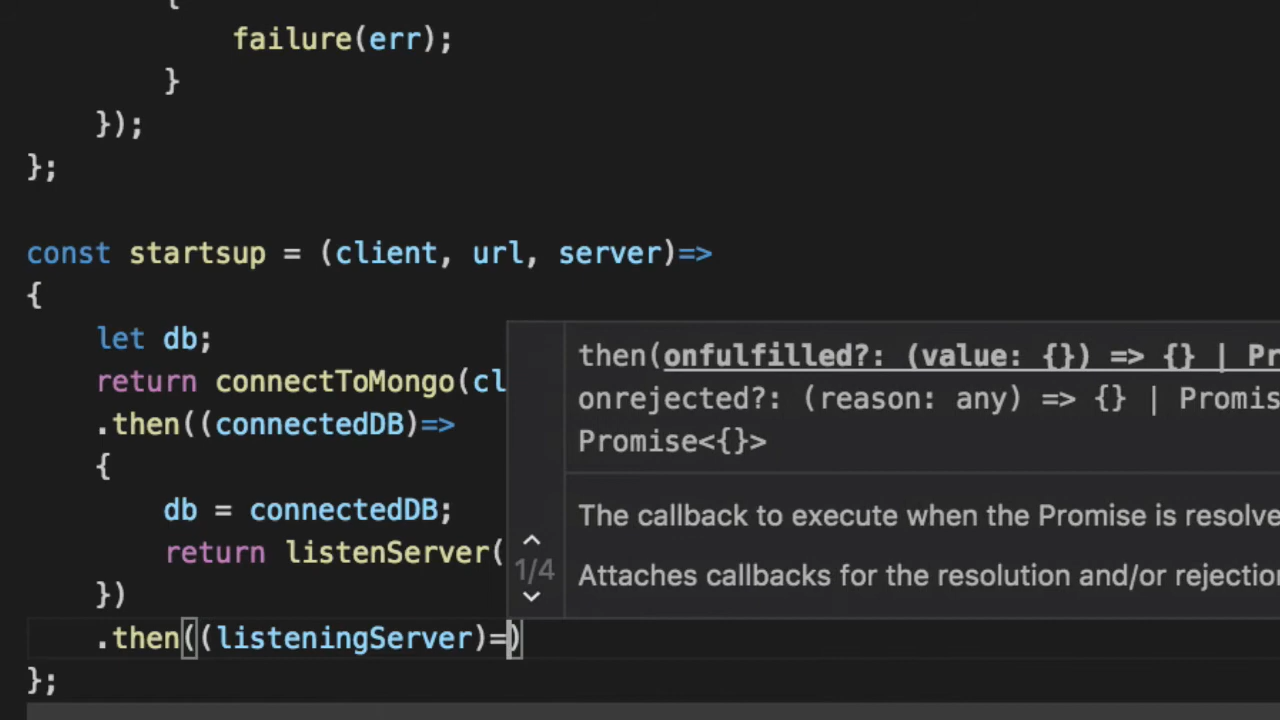 {
failure(err);
}
});
};
const startsup = (client, url, server)=>
{
let db;
return connectToMongo(cl
.then((connectedDB)=>
{
db = connectedDB;
return listenServer(
})
.then((listeningServer)=)
};
then(onfulfilled?: (value: {}) => {} | Pr
onrejected?: (reason: any) => {} | Promis
Promise<{}>
1/4
The callback to execute when the Promise is resolve
Attaches callbacks for the resolution and/or rejection